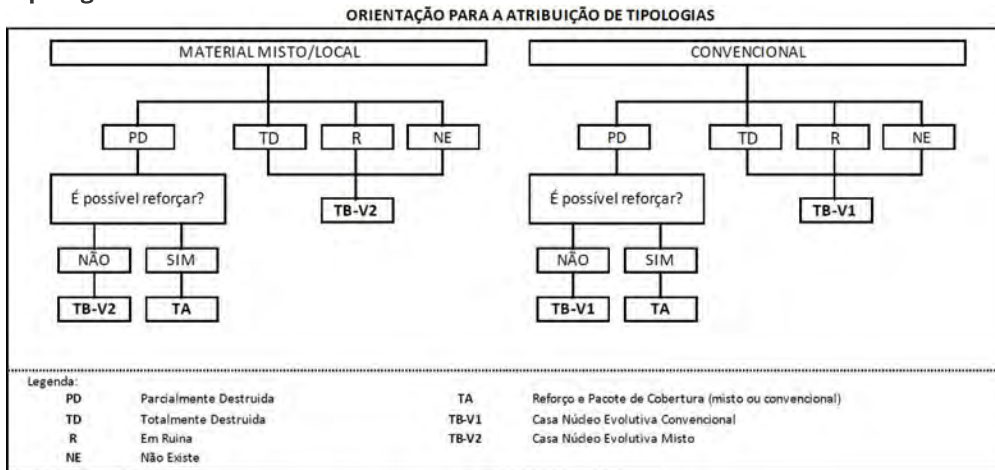 ORIENTAÇÃO PARA A ATRIBUIÇÃO DE TIPOLOGIAS
MATERIAL MISTO/LOCAL
CONVENCIONAL
PD TD R NE
PD TD R NE
É possível reforçar?
TB-V2
É possível reforçar?
TB-V1
NÃO SIM
NÃO SIM
TB-V2 TA
TB-V1 TA
Legenda:
PD Parcialmente Destruida TA Reforço e Pacote de Cobertura (misto ou convencional)
TD Totalmente Destruida TB-V1 Casa Núcleo Evolutiva Convencional
R Em Ruina TB-V2 Casa Núcleo Evolutiva Misto
NE Não Existe